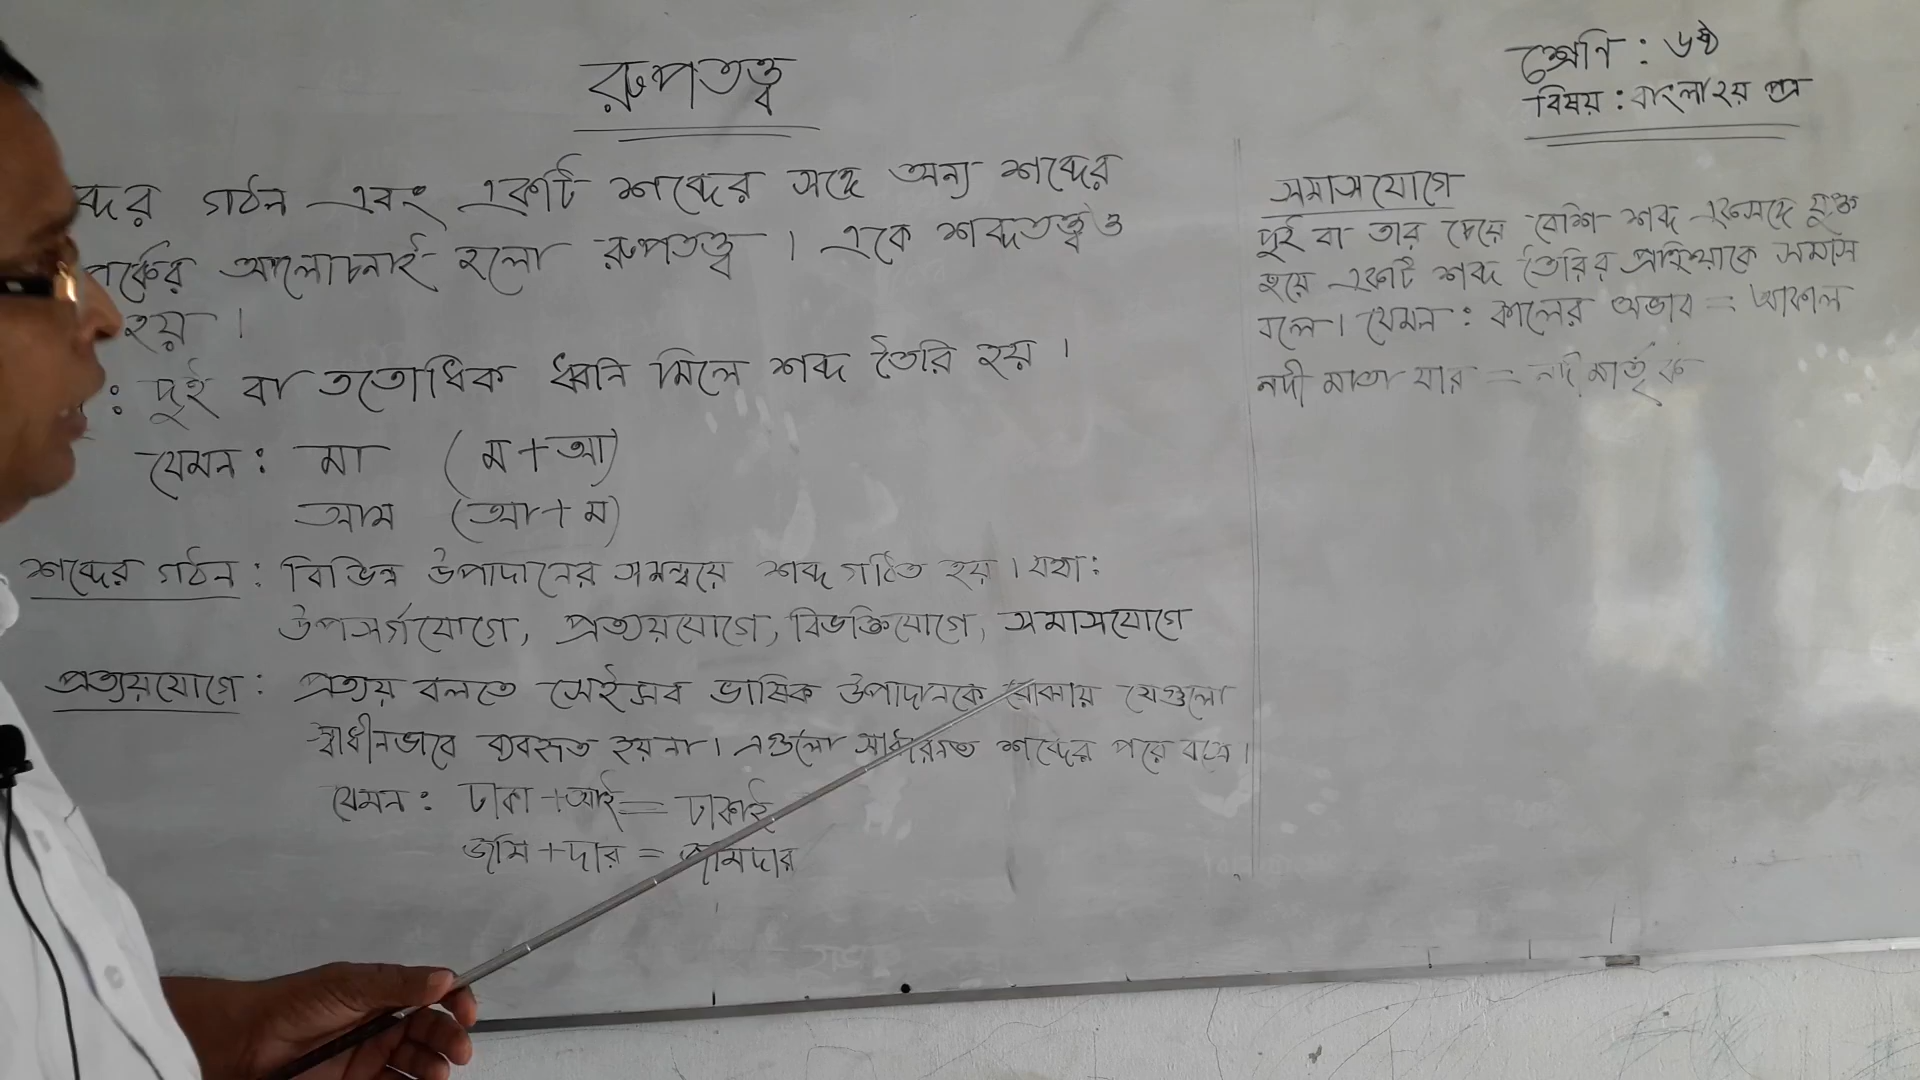 রুপতত্ত্ব
শ্রেণি : ৬ষ্ঠ
বিষয় : বাংলা ২য় পত্র
ব্দের গঠন এবং একটি শব্দের সঙ্গে অন্য শব্দের
পর্কের আলোচনাই হলো রুপতত্ত্ব । একে শব্দতত্ত্ব ও
হয় ।
: দুই বা ততোধিক ধ্বনি মিলে শব্দ তৈরি হয় ।
যেমন : মা (ম+আ)
আম (আ+ম)
শব্দের গঠন : বিভিন্ন উপাদানের সমন্বয়ে শব্দ গঠিত হয় । যথা :
উপসর্গযোগে, প্রত্যয়যোগে, বিভক্তিযোগে, সমাসযোগে
প্রত্যয়যোগে : প্রত্যয় বলতে সেইসব ভাষিক উপাদানকে বোঝায় যেগুলো
স্বাধীনভাবে ব্যবহৃত হয় না । এগুলো সাধারনত শব্দের পরে বসে ।
যেমন : ঢাকা +আই = ঢাকাই
জমি +দার = জমিদার
সমাসযোগে
দুই বা তার চেয়ে বেশি শব্দ একসঙ্গে যুক্ত
হয়ে একটি শব্দ তৈরির প্রক্রিয়াকে সমাস
বলে । যেমন : কালের অভাব = আকাল
নদী মাতা যার = নদীমাতৃক